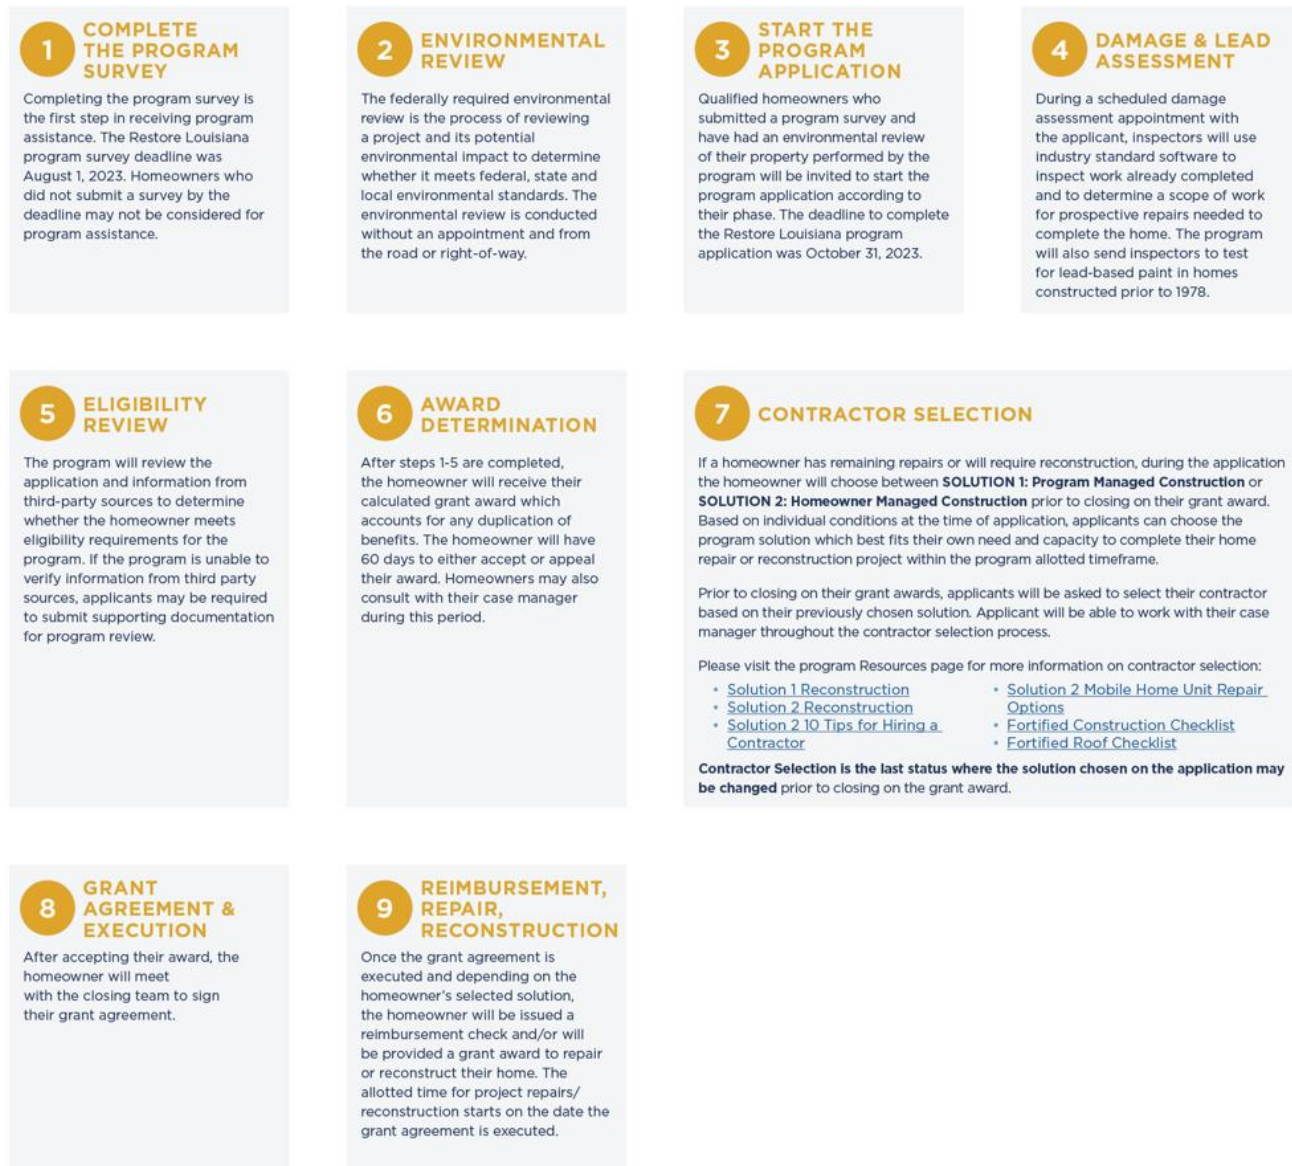 1
COMPLETE
THE PROGRAM
SURVEY
Completing the program survey is
the first step in receiving program
assistance. The Restore Louisiana
program survey deadline was
August 1, 2023. Homeowners who
did not submit a survey by the
deadline may not be considered for
program assistance.
2
ENVIRONMENTAL
REVIEW
The federally required environmental
review is the process of reviewing
a project and its potential
environmental impact to determine
whether it meets federal, state and
local environmental standards. The
environmental review is conducted
without an appointment and from
the road or right-of-way.
3
START THE
PROGRAM
APPLICATION
Qualified homeowners who
submitted a program survey and
have had an environmental review
of their property performed by the
program will be invited to start the
program application according to
their phase. The deadline to complete
the Restore Louisiana program
application was October 31, 2023.
4
DAMAGE & LEAD
ASSESSMENT
During a scheduled damage
assessment appointment with
the applicant, inspectors will use
industry standard software to
inspect work already completed
and to determine a scope of work
for prospective repairs needed to
complete the home. The program
will also send inspectors to test
for lead-based paint in homes
constructed prior to 1978.
5
ELIGIBILITY
REVIEW
The program will review the
application and information from
third-party sources to determine
whether the homeowner meets
eligibility requirements for the
program. If the program is unable to
verify information from third party
sources, applicants may be required
to submit supporting documentation
for program review.
6
AWARD
DETERMINATION
After steps 1-5 are completed,
the homeowner will receive their
calculated grant award which
accounts for any duplication of
benefits. The homeowner will have
60 days to either accept or appeal
their award. Homeowners may also
consult with their case manager
during this period.
7
CONTRACTOR SELECTION
If a homeowner has remaining repairs or will require reconstruction, during the application
the homeowner will choose between SOLUTION 1: Program Managed Construction or
SOLUTION 2: Homeowner Managed Construction prior to closing on their grant award.
Based on individual conditions at the time of application, applicants can choose the
program solution which best fits their own need and capacity to complete their home
repair or reconstruction project within the program allotted timeframe.
Prior to closing on their grant awards, applicants will be asked to select their contractor
based on their previously chosen solution. Applicant will be able to work with their case
manager throughout the contractor selection process.
Please visit the program Resources page for more information on contractor selection:
• Solution 1 Reconstruction
• Solution 2 Reconstruction
• Solution 2 10 Tips for Hiring a
Contractor
• Solution 2 Mobile Home Unit Repair
Options
• Fortified Construction Checklist
• Fortified Roof Checklist
Contractor Selection is the last status where the solution chosen on the application may
be changed prior to closing on the grant award.
8
GRANT
AGREEMENT &
EXECUTION
After accepting their award, the
homeowner will meet
with the closing team to sign
their grant agreement.
9
REIMBURSEMENT,
REPAIR,
RECONSTRUCTION
Once the grant agreement is
executed and depending on the
homeowner's selected solution,
the homeowner will be issued a
reimbursement check and/or will
be provided a grant award to repair
or reconstruct their home. The
allotted time for project repairs/
reconstruction starts on the date the
grant agreement is executed.